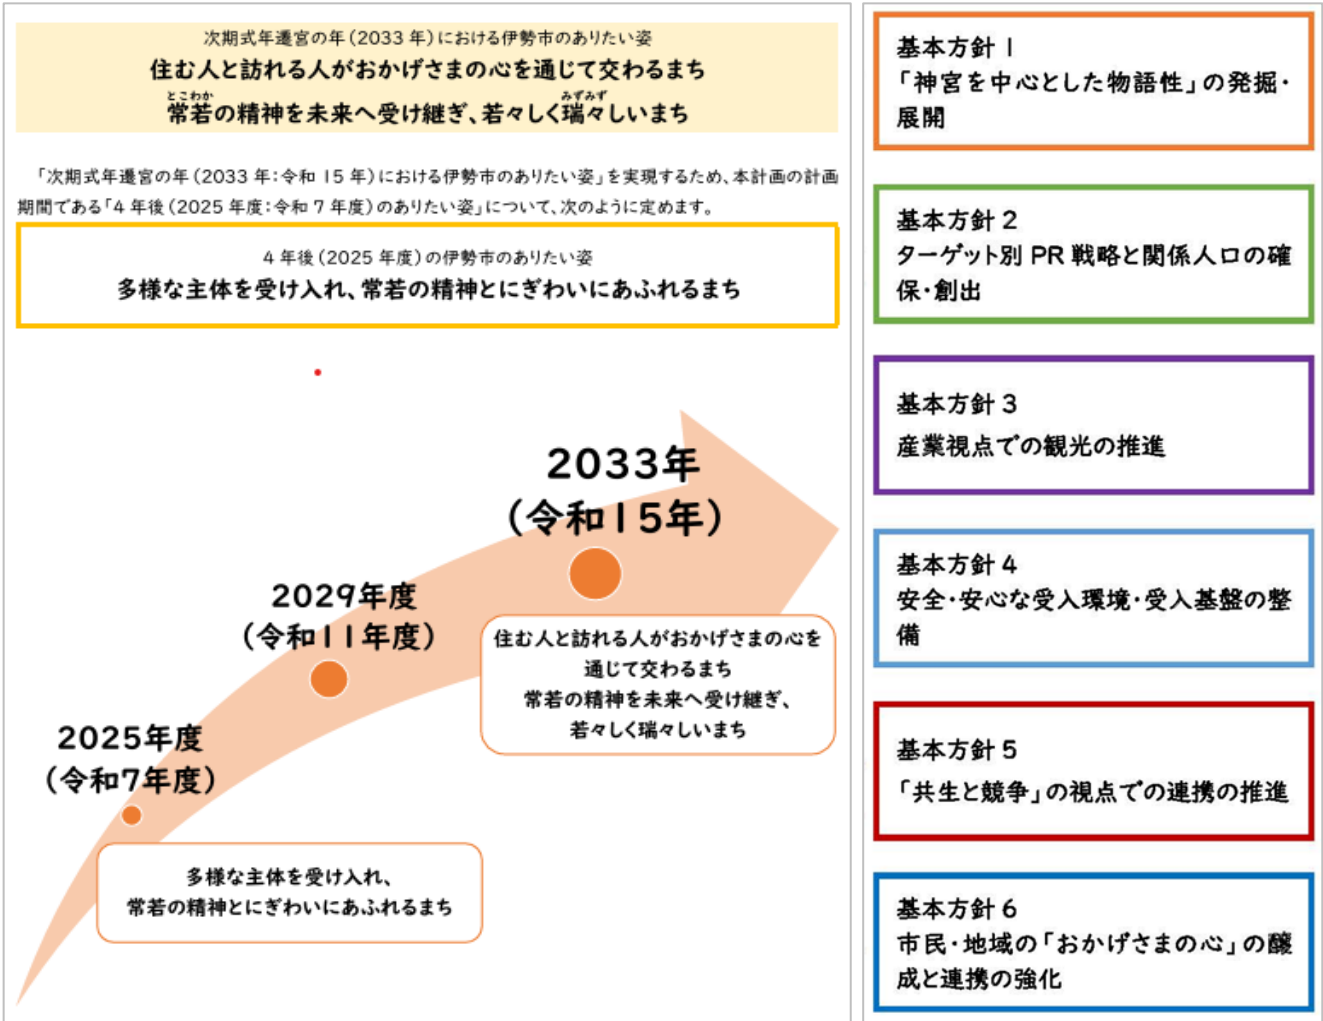 次期式年遷宮の年(2033年)における伊勢市のありたい姿
住む人と訪れる人がおかげさまの心を通じて交わるまち
とこわか みずみず
常若の精神を未来へ受け継ぎ、若々しく瑞々しいまち
「次期式年遷宮の年(2033年:令和15年)における伊勢市のありたい姿」を実現するため、本計画の計画
期間である「4年後(2025年度:令和7年度)のありたい姿」について、次のように定めます。
4年後(2025年度)の伊勢市のありたい姿
多様な主体を受け入れ、常若の精神とにぎわいにあふれるまち
2033年
(令和15年)
2029年度
(令和11年度)
住む人と訪れる人がおかげさまの心を
通じて交わるまち
常若の精神を未来へ受け継ぎ、
若々しく瑞々しいまち
2025年度
(令和7年度)
多様な主体を受け入れ、
常若の精神とにぎわいにあふれるまち
基本方針1
「神宮を中心とした物語性」の発掘・
展開
基本方針2
ターゲット別PR戦略と関係人口の確
保・創出
基本方針3
産業視点での観光の推進
基本方針4
安全・安心な受入環境・受入基盤の整
備
基本方針5
「共生と競争」の視点での連携の推進
基本方針6
市民・地域の「おかげさまの心」の醸
成と連携の強化